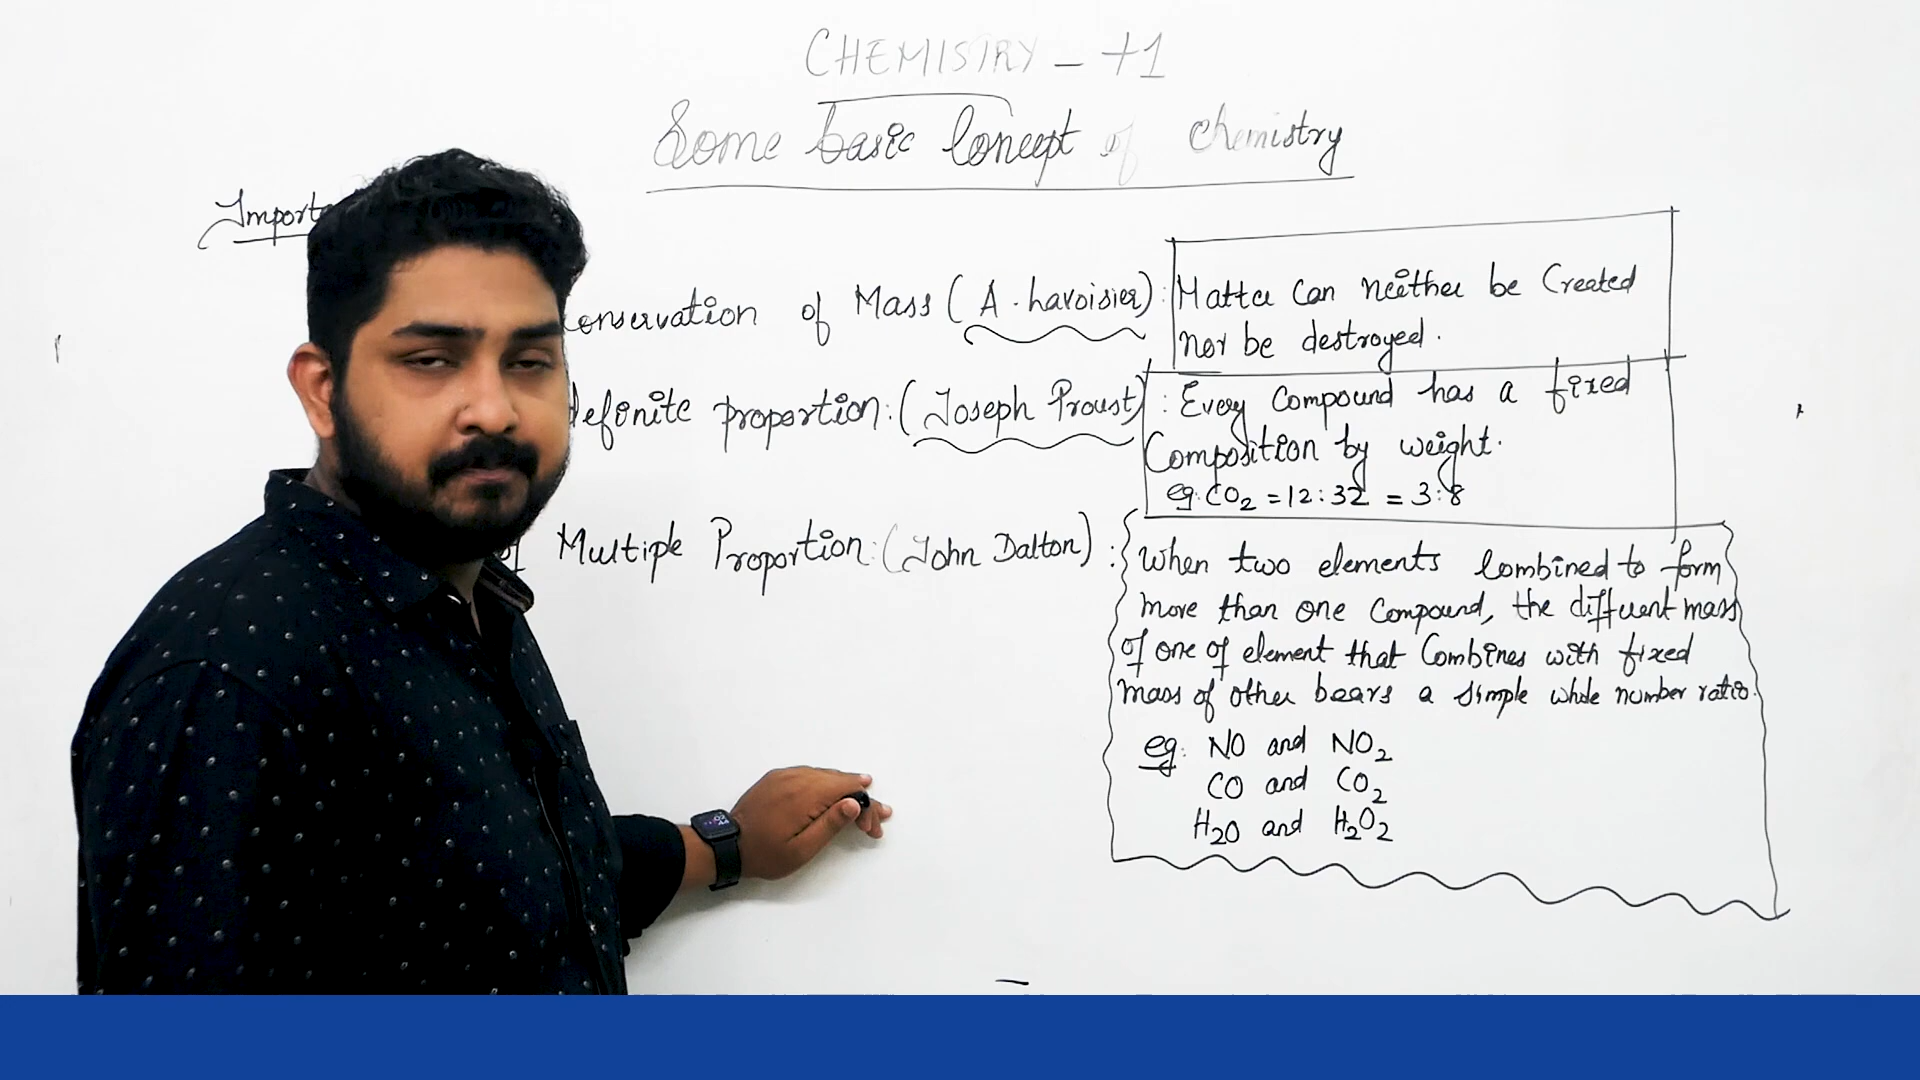 CHEMISTRY - +1
Some basic Concept of chemistry
Import
onservation of Mass (A. Lavoisier): Matter Can neither be Created
nor be destroyed.
definite proportion: (Joseph Proust): Every Compound has a fixed
Composition by weight.
eg: CO2 = 12:32 = 3:8
of Multiple Proportion: (John Dalton): When two elements Combined to form
more than one Compound, the different mass
of one of element that Combines with fixed
mass of other bears a simple whole number ratio.
eg: NO and NO2
CO and CO2
H2O and H2O2